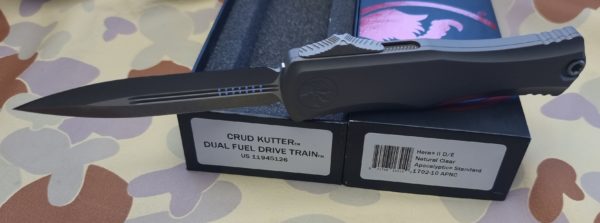 CRUD KUTTER™
DUAL FUEL DRIVE TRAIN™
US 11945126
Hera II D/E
Natural Clear
Apocalyptic Standard
1702-10 APNC